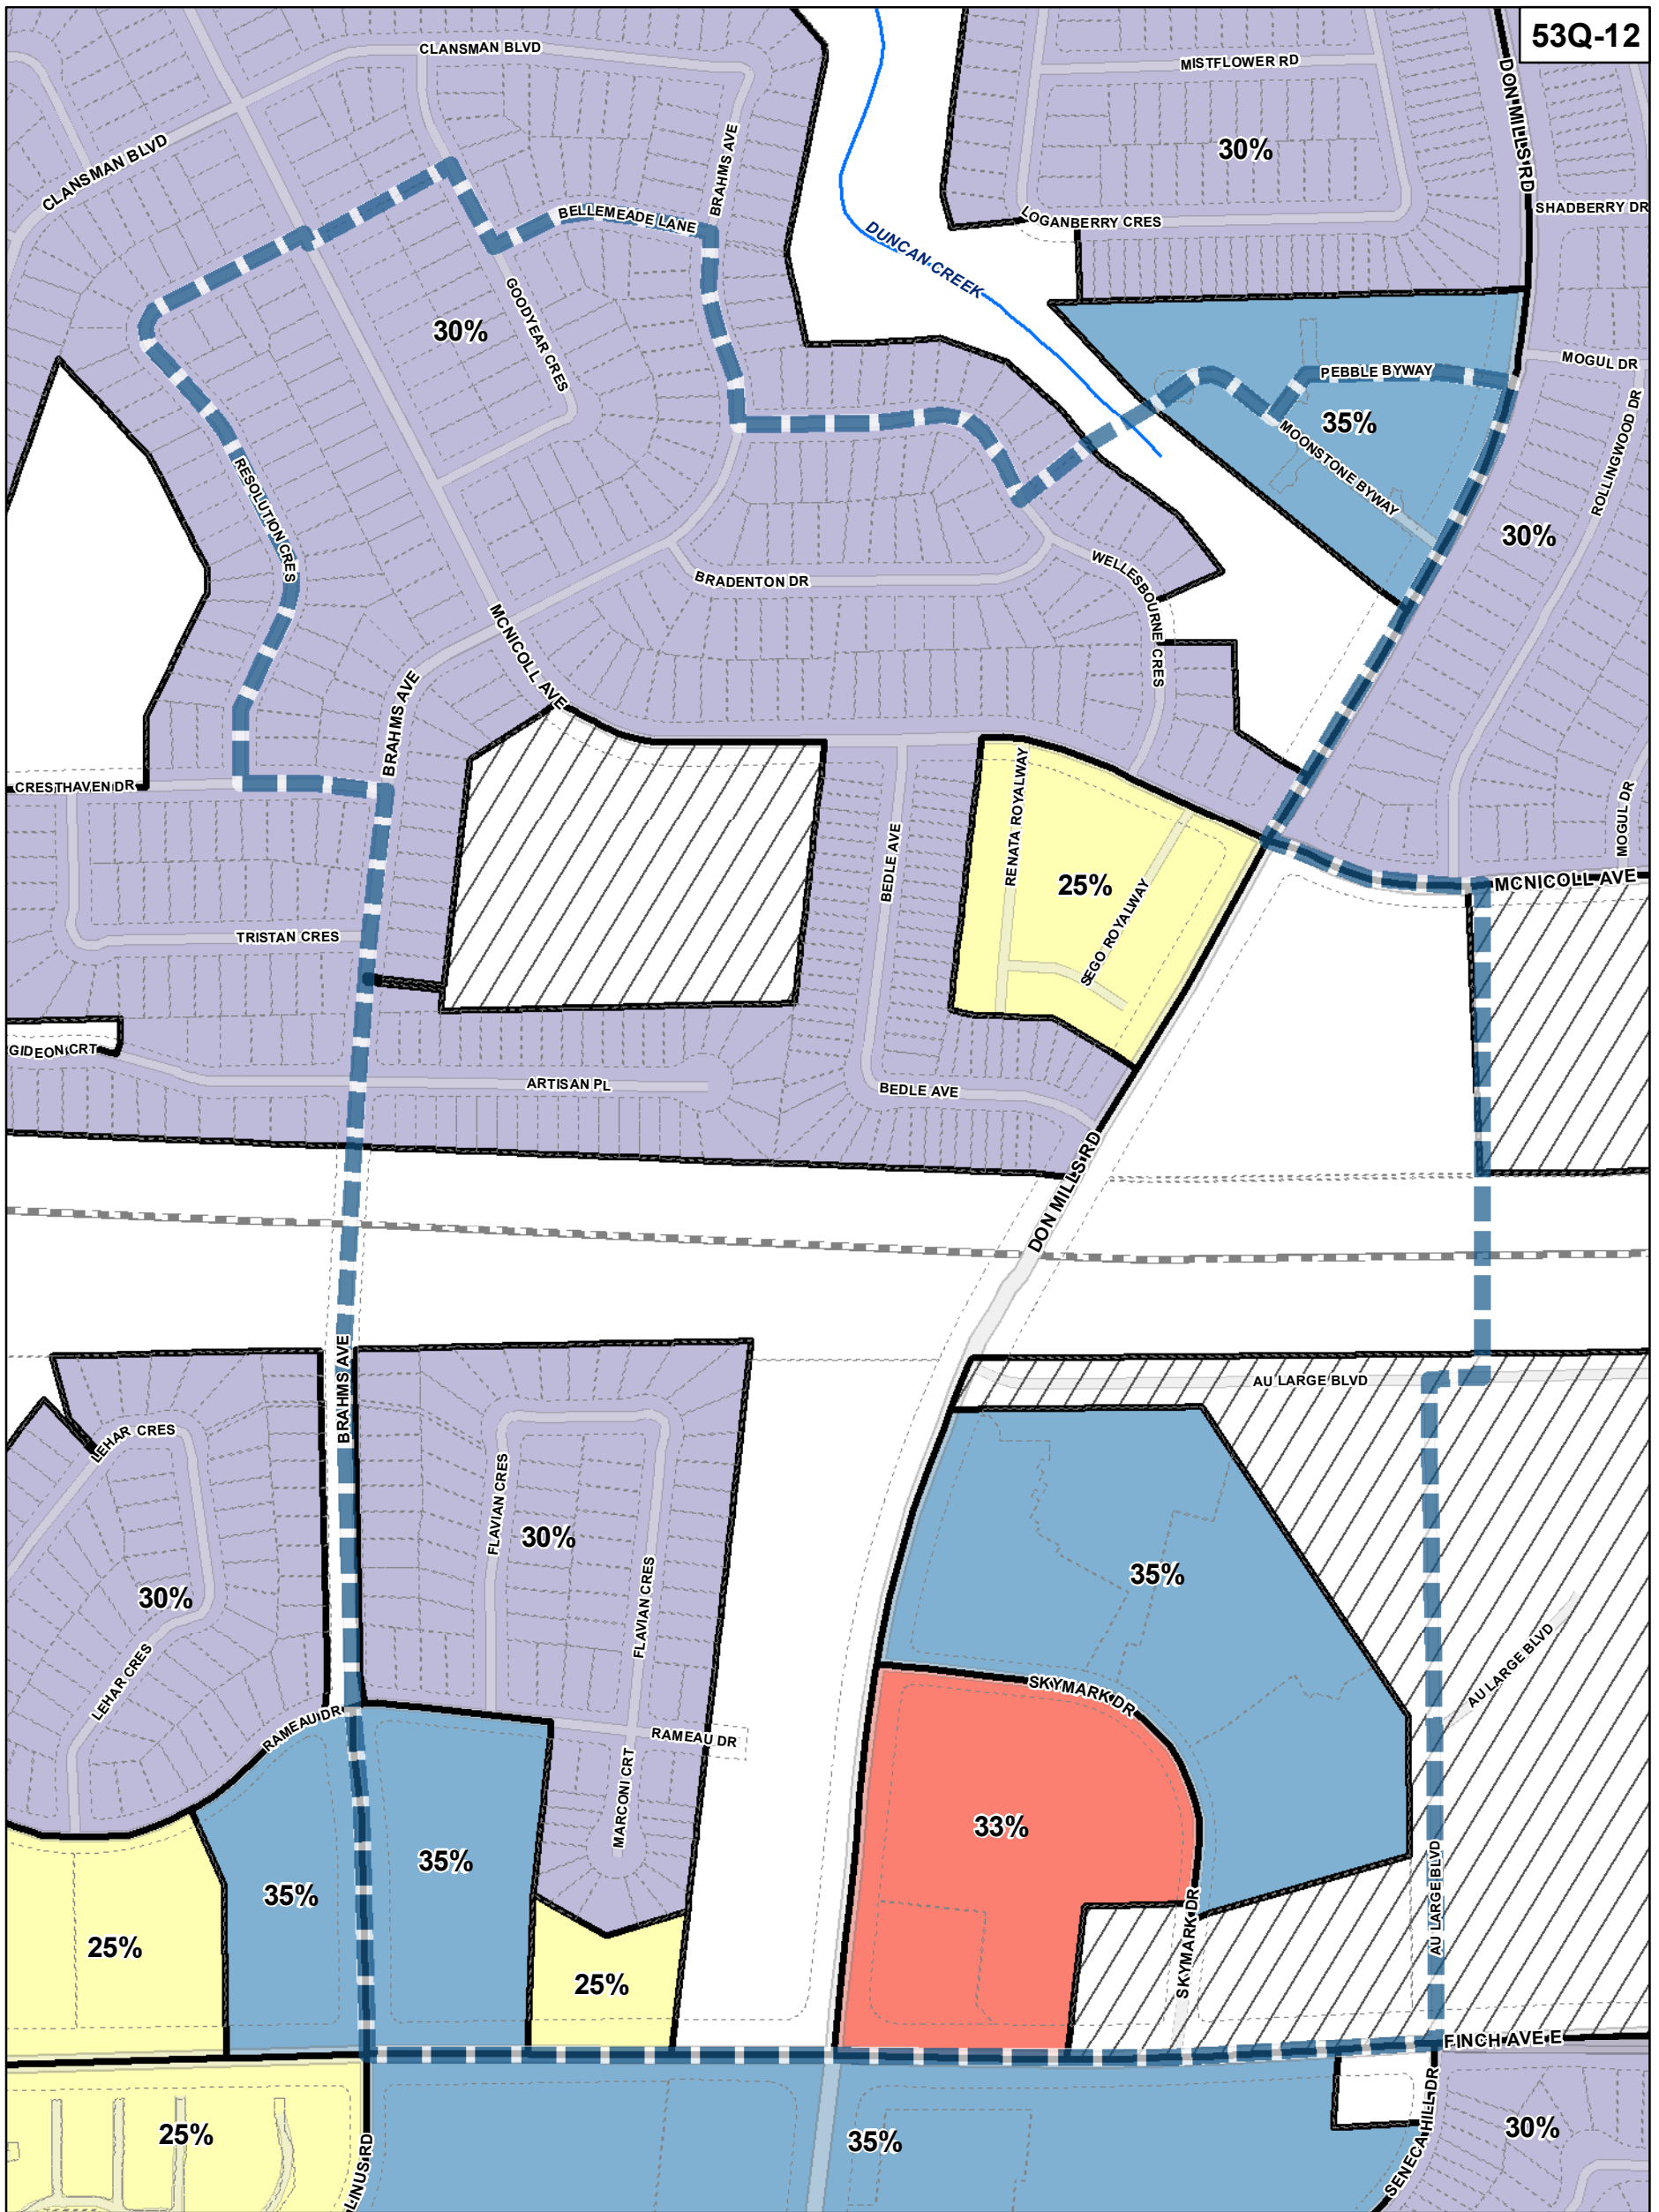 53Q-12
CLANSMAN BLVD
MISTFLOWER RD
DON MILLS RD
CLANSMAN BLVD
BRAHMS AVE
30%
SHADBERRY DR
BELLEMEADE LANE
LOGANBERRY CRES
DUNCAN CREEK
GOODYEAR CRES
30%
MOGUL DR
PEBBLE BYWAY
35%
MOONSTONE BYWAY
ROLLINGWOOD DR
RESOLUTION CRES
30%
BRADENTON DR
WELLESBOURNE CRES
MCNICOLL AVE
BRAHMS AVE
CRESTHAVEN DR
RENATA ROYALWAY
BEDLE AVE
MOGUL DR
25%
MCNICOLL AVE
SEGO ROYALWAY
TRISTAN CRES
GIDEON CRT
ARTISAN PL
BEDLE AVE
DON MILLS RD
BRAHMS AVE
AU LARGE BLVD
LEHAR CRES
FLAVIAN CRES
30%
35%
30%
FLAVIAN CRES
LEHAR CRES
AU LARGE BLVD
SKYMARK DR
RAMEAU DR
RAMEAU DR
MARCONI CRT
33%
35%
35%
AU LARGE BLVD
25%
25%
SKYMARK DR
FINCH AVE E
25%
35%
30%
SENECA HILL DR
LINUS RD